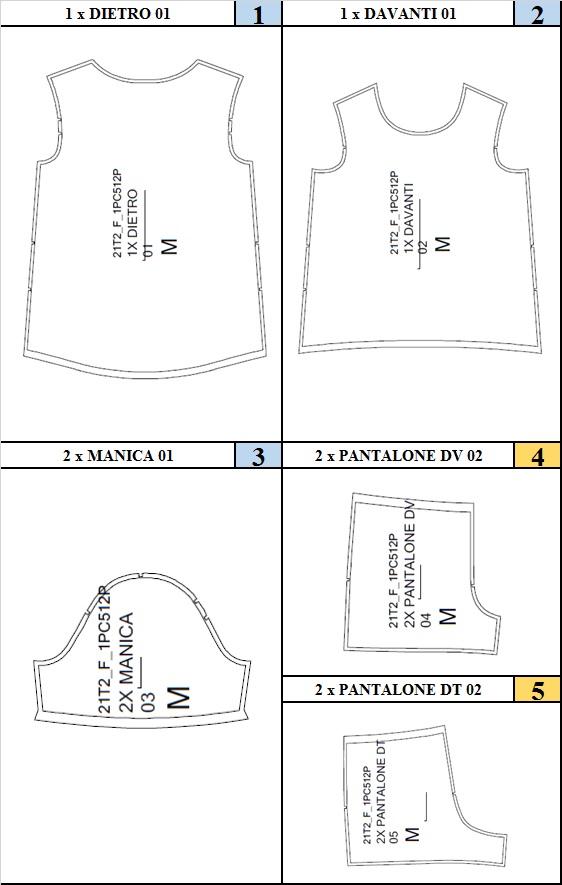 1 x DIETRO 01
1
1 x DAVANTI 01
2
21T2_F_1PC512P
1X DIETRO
01
M
21T2_F_1PC512P
1X DAVANTI
02
M
2 x MANICA 01
3
2 x PANTALONE DV 02
4
21T2_F_1PC512P
2X MANICA
03
M
21T2_F_1PC512P
2X PANTALONE DV
04
M
2 x PANTALONE DT 02
5
21T2_F_1PC512P
2X PANTALONE DT
05
M